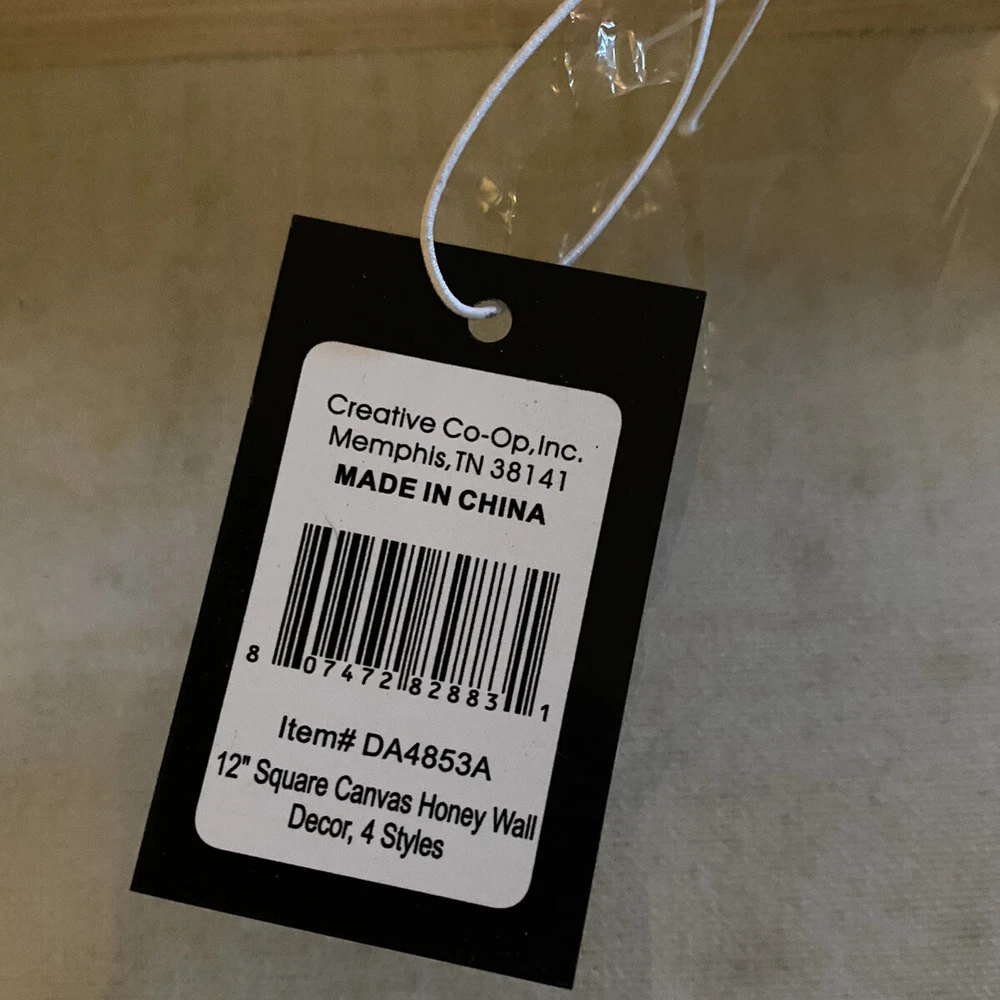 Creative Co-Op,Inc.
Memphis,TN 38141
MADE IN CHINA
8 07472 82883 1
Item# DA4853A
12" Square Canvas Honey Wall
Decor, 4 Styles